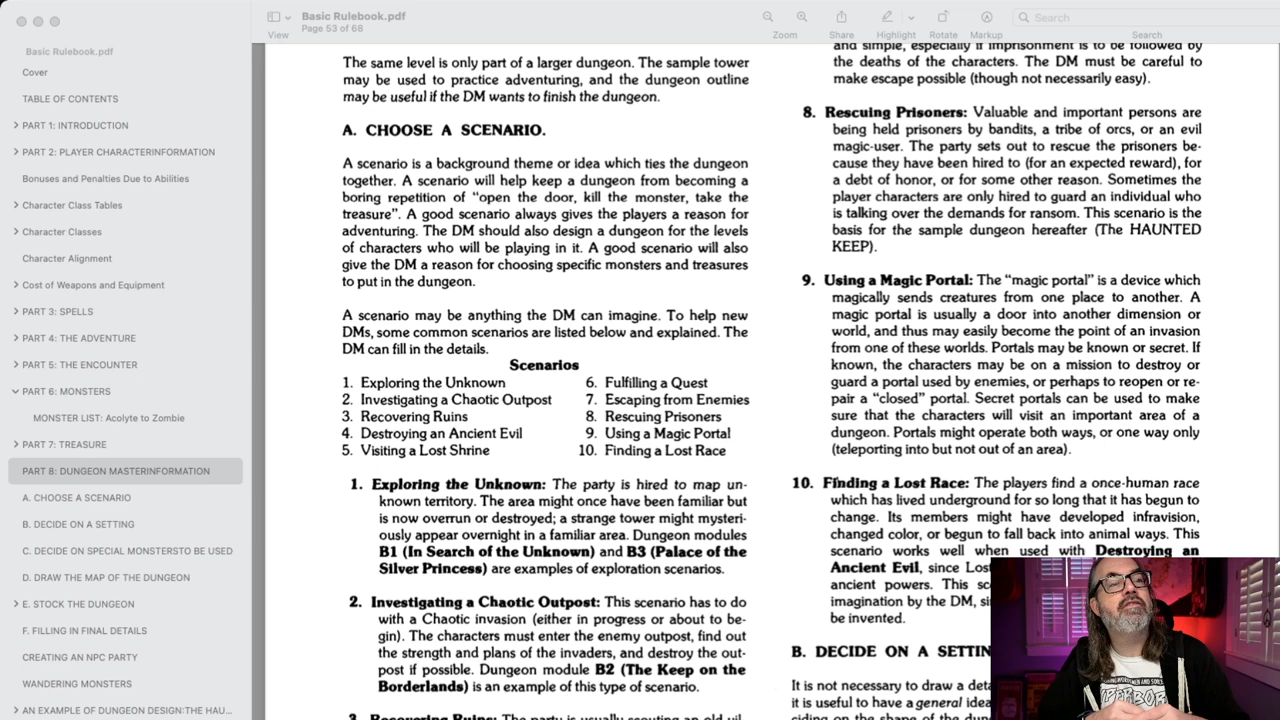 Basic Rulebook.pdf
Page 53 of 68
View
Zoom
Share
Highlight
Rotate
Markup
Search
Search
Basic Rulebook.pdf
Cover
TABLE OF CONTENTS
PART 1: INTRODUCTION
PART 2: PLAYER CHARACTERINFORMATION
Bonuses and Penalties Due to Abilities
Character Class Tables
Character Classes
Character Alignment
Cost of Weapons and Equipment
PART 3: SPELLS
PART 4: THE ADVENTURE
PART 5: THE ENCOUNTER
PART 6: MONSTERS
MONSTER LIST: Acolyte to Zombie
PART 7: TREASURE
PART 8: DUNGEON MASTERINFORMATION
A. CHOOSE A SCENARIO
B. DECIDE ON A SETTING
C. DECIDE ON SPECIAL MONSTERSTO BE USED
D. DRAW THE MAP OF THE DUNGEON
E. STOCK THE DUNGEON
F. FILLING IN FINAL DETAILS
CREATING AN NPC PARTY
WANDERING MONSTERS
AN EXAMPLE OF DUNGEON DESIGN:THE HAU...
The same level is only part of a larger dungeon. The sample tower
may be used to practice adventuring, and the dungeon outline
may be useful if the DM wants to finish the dungeon.
A. CHOOSE A SCENARIO.
A scenario is a background theme or idea which ties the dungeon
together. A scenario will help keep a dungeon from becoming a
boring repetition of "open the door, kill the monster, take the
treasure". A good scenario always gives the players a reason for
adventuring. The DM should also design a dungeon for the levels
of characters who will be playing in it. A good scenario will also
give the DM a reason for choosing specific monsters and treasures
to put in the dungeon.
A scenario may be anything the DM can imagine. To help new
DMs, some common scenarios are listed below and explained. The
DM can fill in the details.
Scenarios
1. Exploring the Unknown
2. Investigating a Chaotic Outpost
3. Recovering Ruins
4. Destroying an Ancient Evil
5. Visiting a Lost Shrine
6. Fulfilling a Quest
7. Escaping from Enemies
8. Rescuing Prisoners
9. Using a Magic Portal
10. Finding a Lost Race
1. Exploring the Unknown: The party is hired to map un-
known territory. The area might once have been familiar but
is now overrun or destroyed; a strange tower might mysteri-
ously appear overnight in a familiar area. Dungeon modules
B1 (In Search of the Unknown) and B3 (Palace of the
Silver Princess) are examples of exploration scenarios.
2. Investigating a Chaotic Outpost: This scenario has to do
with a Chaotic invasion (either in progress or about to be-
gin). The characters must enter the enemy outpost, find out
the strength and plans of the invaders, and destroy the out-
post if possible. Dungeon module B2 (The Keep on the
Borderlands) is an example of this type of scenario.
3. Recovering Ruins: The party is usually scouting an old vil-
and simple, especially if imprisonment is to be followed by
the deaths of the characters. The DM must be careful to
make escape possible (though not necessarily easy).
8. Rescuing Prisoners: Valuable and important persons are
being held prisoners by bandits, a tribe of orcs, or an evil
magic-user. The party sets out to rescue the prisoners be-
cause they have been hired to (for an expected reward), for
a debt of honor, or for some other reason. Sometimes the
player characters are only hired to guard an individual who
is talking over the demands for ransom. This scenario is the
basis for the sample dungeon hereafter (The HAUNTED
KEEP).
9. Using a Magic Portal: The "magic portal" is a device which
magically sends creatures from one place to another. A
magic portal is usually a door into another dimension or
world, and thus may easily become the point of an invasion
from one of these worlds. Portals may be known or secret. If
known, the characters may be on a mission to destroy or
guard a portal used by enemies, or perhaps to reopen or re-
pair a "closed" portal. Secret portals can be used to make
sure that the characters will visit an important area of a
dungeon. Portals might operate both ways, or one way only
(teleporting into but not out of an area).
10. Finding a Lost Race: The players find a once-human race
which has lived underground for so long that it has begun to
change. Its members might have developed infravision,
changed color, or begun to fall back into animal ways. This
scenario works well when used with Destroying an
Ancient Evil, since Lost
ancient powers. This
imagination by the DM,
be invented.
B. DECIDE ON A
It is not necessary to draw a
it is useful to have a general
ciding on the shape of the